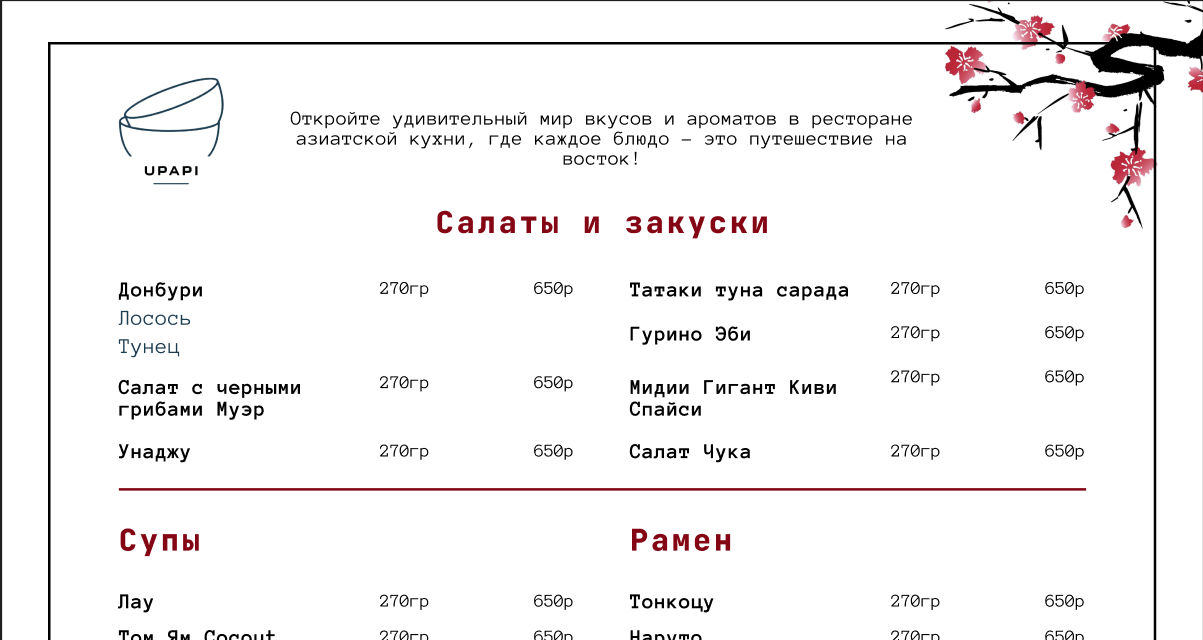 UPAPI
Откройте удивительный мир вкусов и ароматов в ресторане
азиатской кухни, где каждое блюдо – это путешествие на
восток!
Салаты и закуски
Донбури 270гр 650р
Лосось
Тунец
Салат с черными 270гр 650р
грибами Муэр
Унаджу 270гр 650р
Татаки туна сарада 270гр 650р
Гурино Эби 270гр 650р
Мидии Гигант Киви 270гр 650р
Спайси
Салат Чука 270гр 650р
Супы
Лау 270гр 650р
Том Ям Cocout 270гр 650р
Рамен
Тонкоцу 270гр 650р
Наруто 270гр 650р